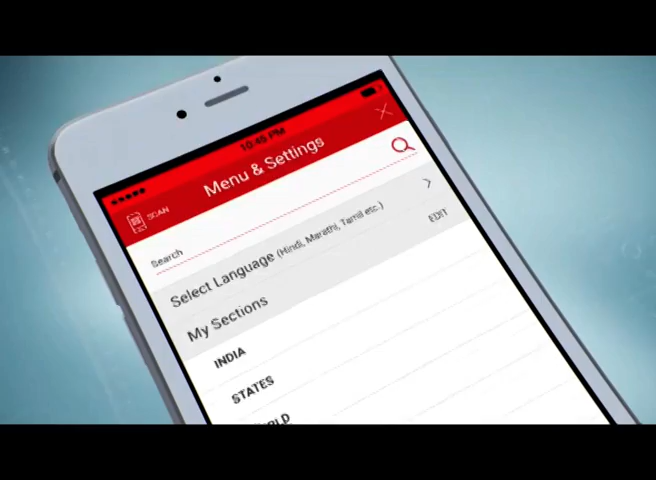 10:46 PM
SCAN
Menu & Settings
Search
Select Language (Hindi, Marathi, Tamil etc.)
My Sections EDIT
INDIA
STATES